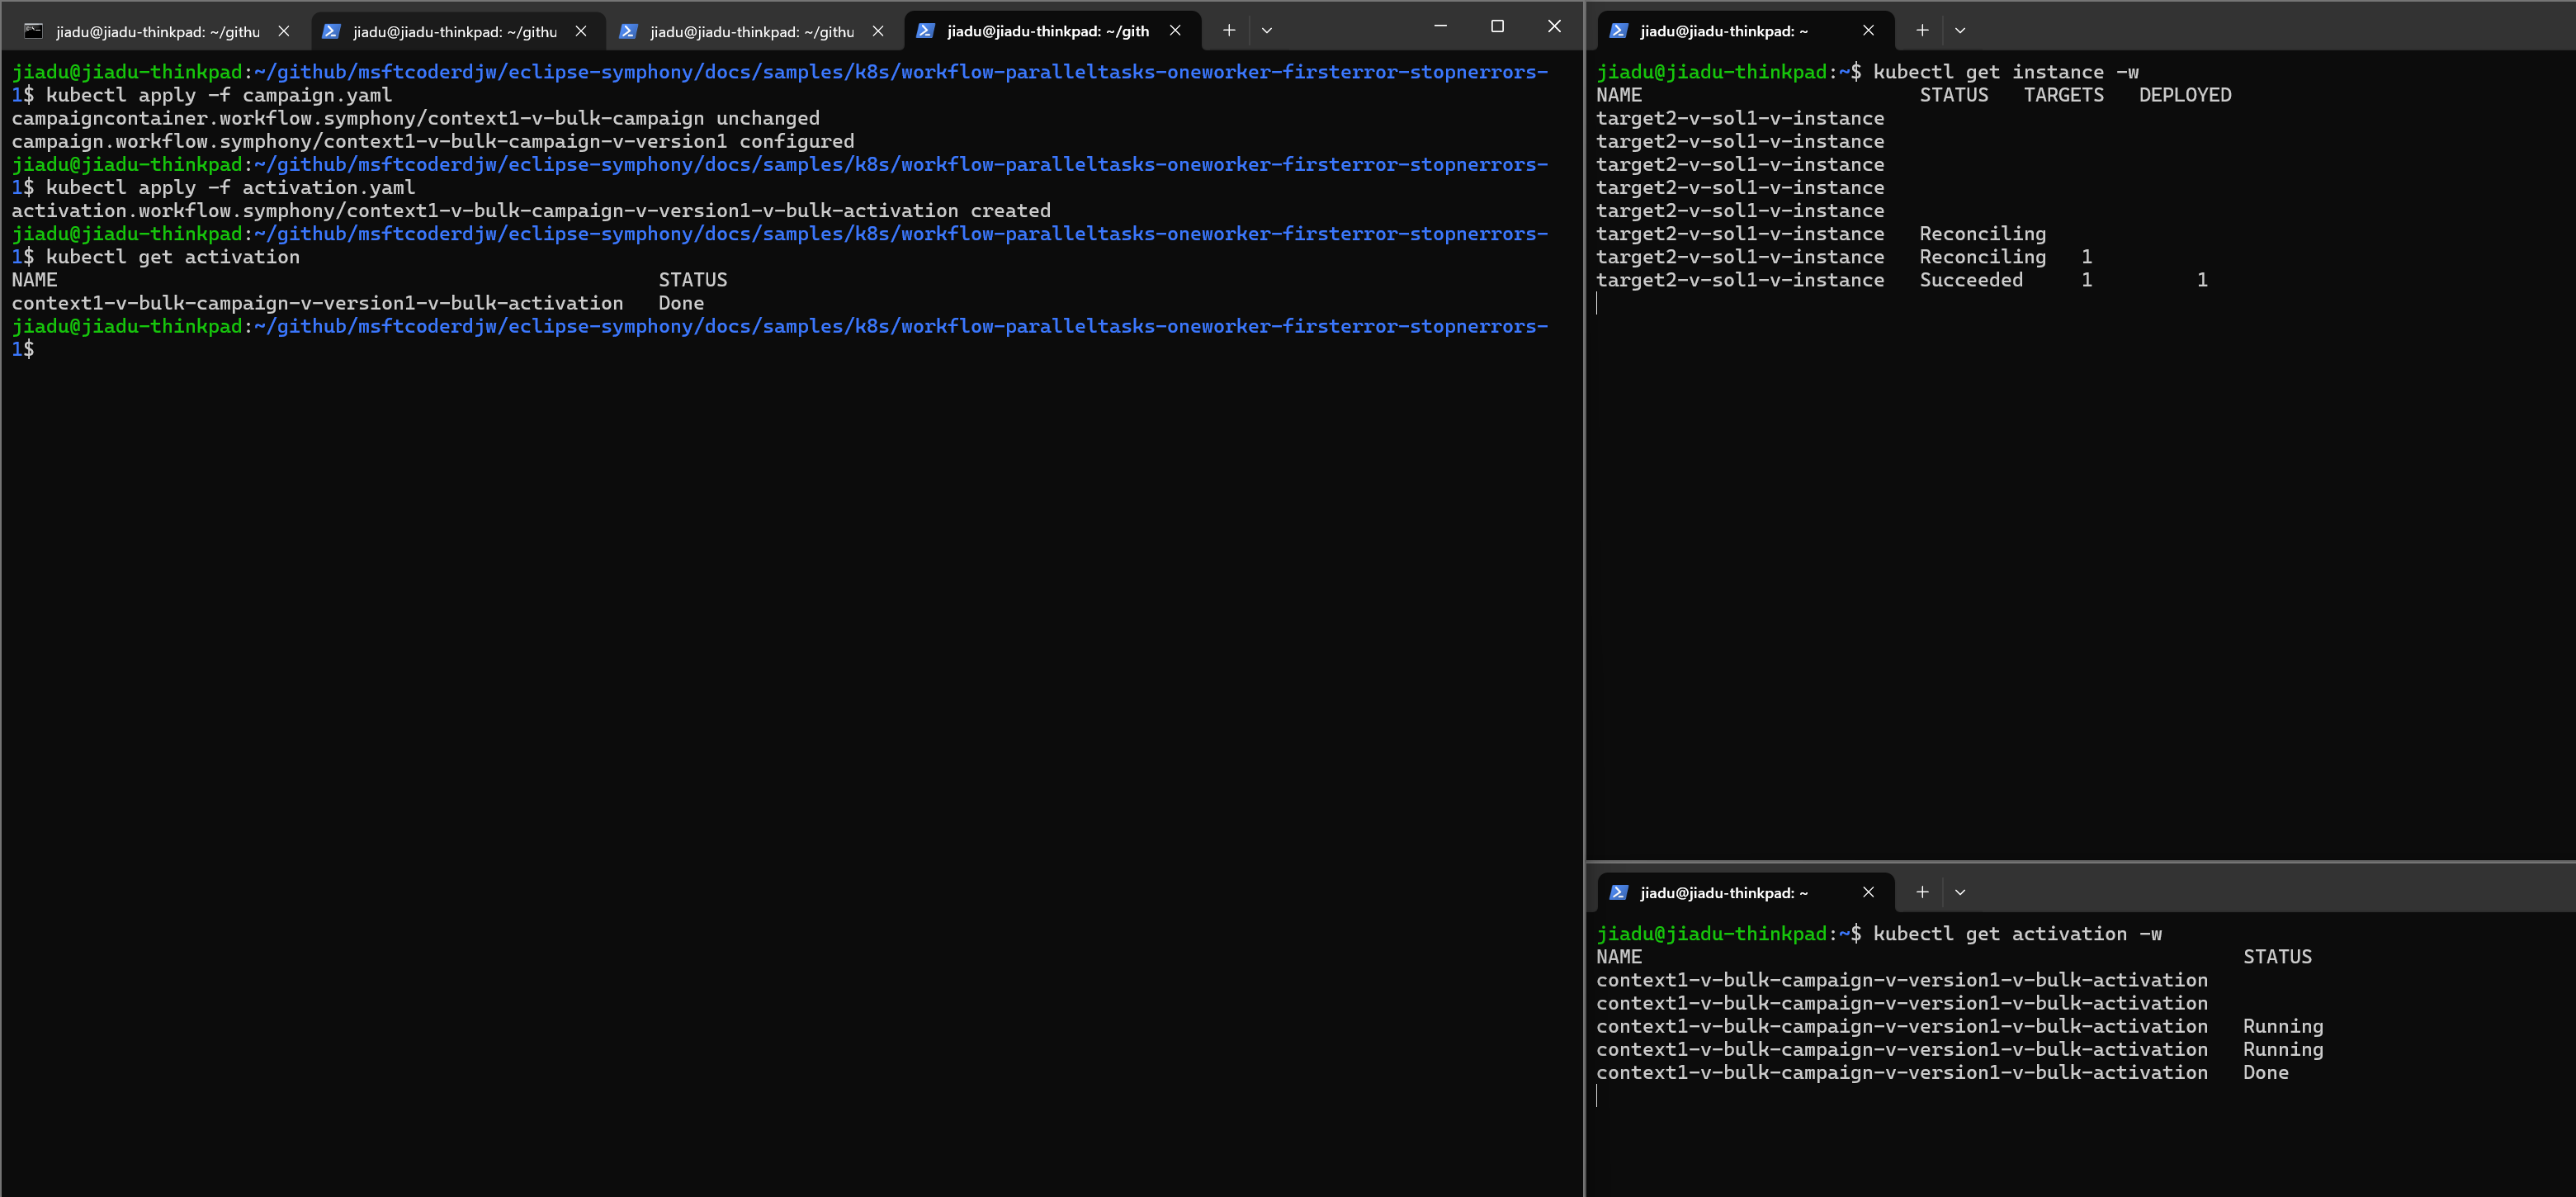 jiadu@jiadu-thinkpad: ~/githu
jiadu@jiadu-thinkpad: ~/githu
jiadu@jiadu-thinkpad: ~/githu
jiadu@jiadu-thinkpad: ~/gith
jiadu@jiadu-thinkpad:~/github/msftcoderdjw/eclipse-symphony/docs/samples/k8s/workflow-paralleltasks-oneworker-firsterror-stopnerrors-
1$ kubectl apply -f campaign.yaml
campaigncontainer.workflow.symphony/context1-v-bulk-campaign unchanged
campaign.workflow.symphony/context1-v-bulk-campaign-v-version1 configured
jiadu@jiadu-thinkpad:~/github/msftcoderdjw/eclipse-symphony/docs/samples/k8s/workflow-paralleltasks-oneworker-firsterror-stopnerrors-
1$ kubectl apply -f activation.yaml
activation.workflow.symphony/context1-v-bulk-campaign-v-version1-v-bulk-activation created
jiadu@jiadu-thinkpad:~/github/msftcoderdjw/eclipse-symphony/docs/samples/k8s/workflow-paralleltasks-oneworker-firsterror-stopnerrors-
1$ kubectl get activation
NAME STATUS
context1-v-bulk-campaign-v-version1-v-bulk-activation Done
jiadu@jiadu-thinkpad:~/github/msftcoderdjw/eclipse-symphony/docs/samples/k8s/workflow-paralleltasks-oneworker-firsterror-stopnerrors-
1$
jiadu@jiadu-thinkpad: ~
jiadu@jiadu-thinkpad:~$ kubectl get instance -w
NAME STATUS TARGETS DEPLOYED
target2-v-sol1-v-instance
target2-v-sol1-v-instance
target2-v-sol1-v-instance
target2-v-sol1-v-instance
target2-v-sol1-v-instance
target2-v-sol1-v-instance Reconciling
target2-v-sol1-v-instance Reconciling 1
target2-v-sol1-v-instance Succeeded 1 1
jiadu@jiadu-thinkpad: ~
jiadu@jiadu-thinkpad:~$ kubectl get activation -w
NAME STATUS
context1-v-bulk-campaign-v-version1-v-bulk-activation
context1-v-bulk-campaign-v-version1-v-bulk-activation
context1-v-bulk-campaign-v-version1-v-bulk-activation Running
context1-v-bulk-campaign-v-version1-v-bulk-activation Running
context1-v-bulk-campaign-v-version1-v-bulk-activation Done